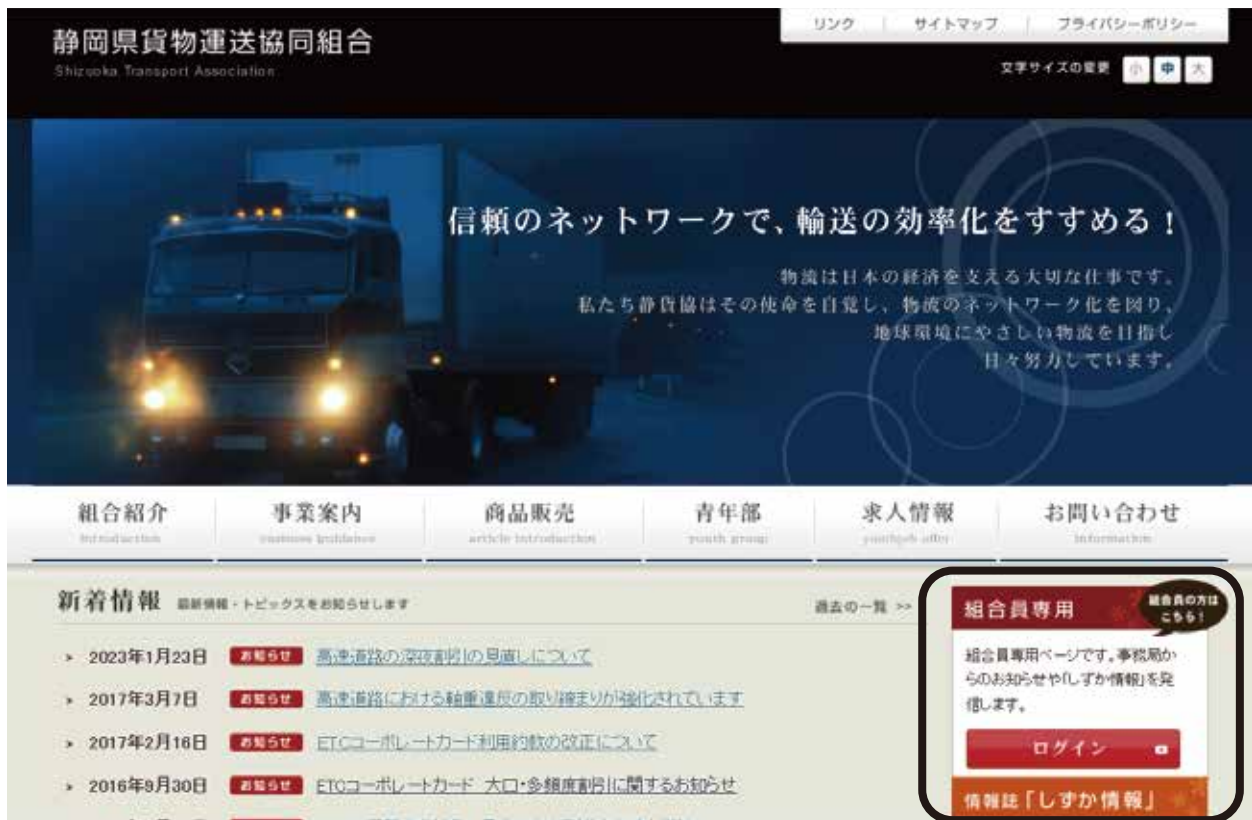 静岡県貨物運送協同組合
Shizuoka Transport Association
リンク
サイトマップ
プライバシーポリシー
文字サイズの変更 小 中 大
信頼のネットワークで、輸送の効率化をすすめる！
物流は日本の経済を支える大切な仕事です。
私たち静貨協はその使命を自覚し、物流のネットワーク化を図り、
地球環境にやさしい物流を目指し
日々努力しています。
組合紹介
introduction
事業案内
business guidance
商品販売
article introduction
青年部
youth group
求人情報
お問い合わせ
information
新着情報 最新情報・トピックスをお知らせします
過去の一覧 >>
2023年1月23日 お知らせ 高速道路の深夜割引の見直しについて
2017年3月7日 お知らせ 高速道路における軸重違反の取り締まりが強化されています
2017年2月16日 お知らせ ETCコーポレートカード利用約款の改正について
2016年9月30日 お知らせ ETCコーポレートカード 大口・多頻度割引に関するお知らせ
組合員専用
組合員の方は
こちら！
組合員専用ページです。事務局か
らのお知らせや「しずか情報」を発
信します。
ログイン
情報誌「しずか情報」